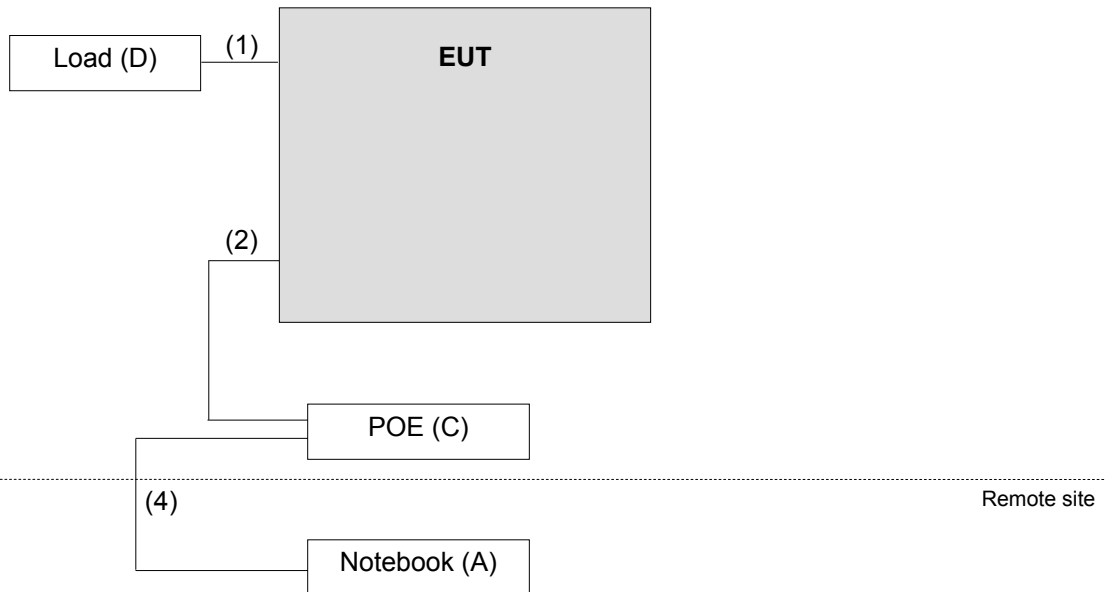 Load (D)
(1)
EUT
(2)
POE (C)
(4)
Remote site
Notebook (A)